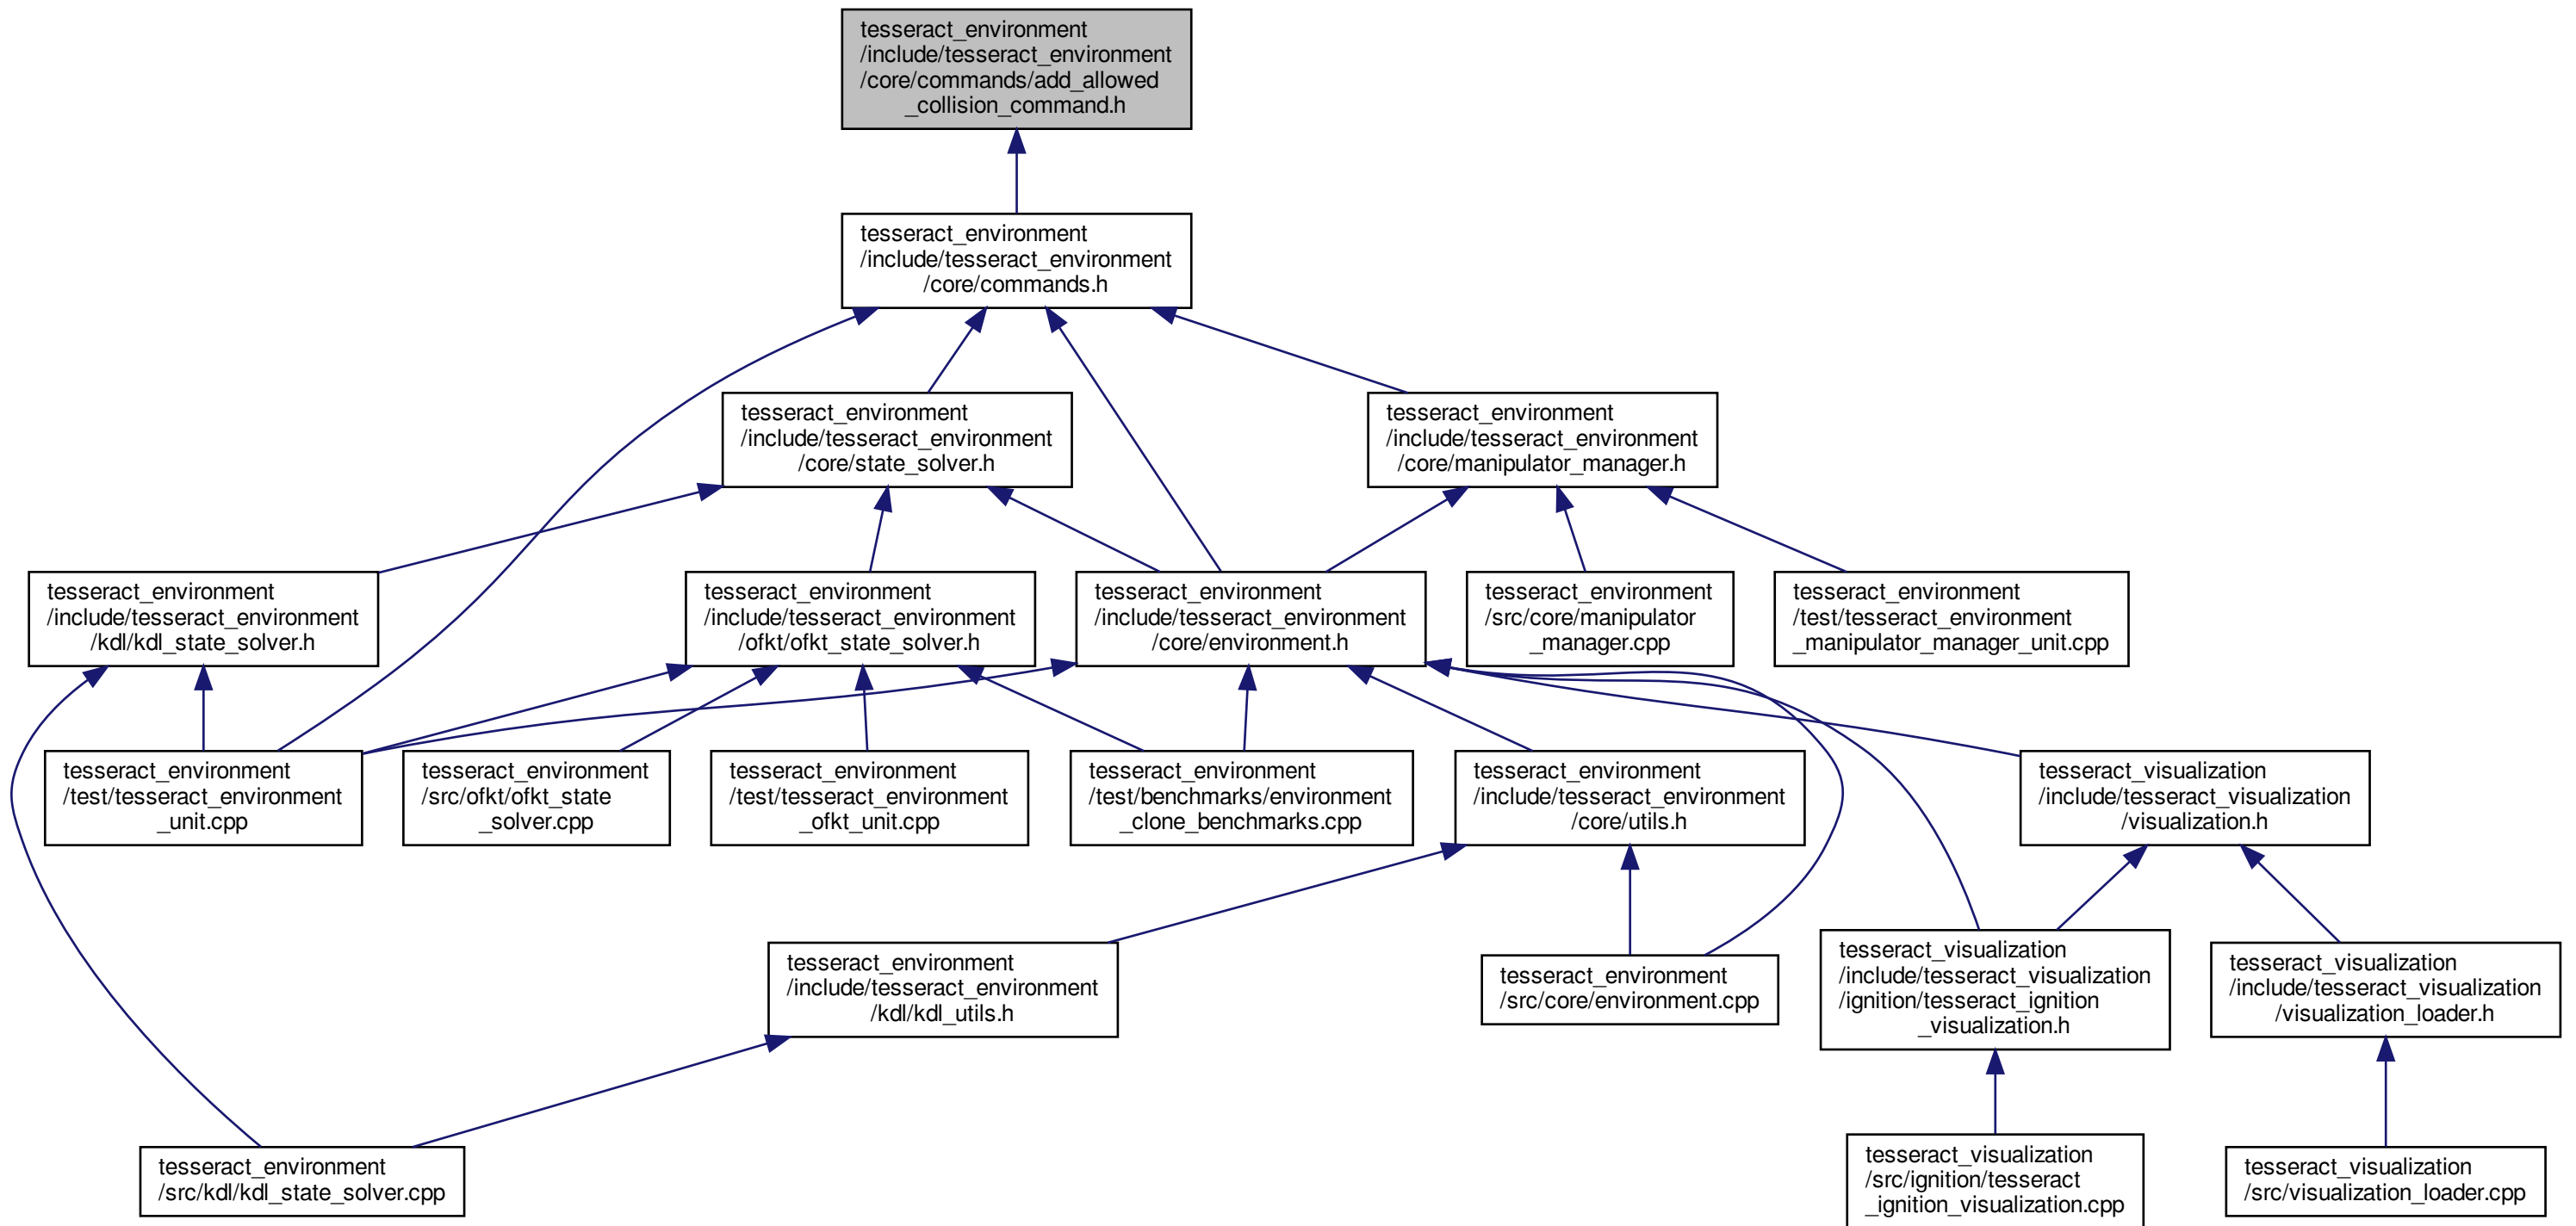 tesseract_environment
/include/tesseract_environment
/core/commands/add_allowed
_collision_command.h
tesseract_environment
/include/tesseract_environment
/core/commands.h
tesseract_environment
/include/tesseract_environment
/core/state_solver.h
tesseract_environment
/include/tesseract_environment
/core/manipulator_manager.h
tesseract_environment
/include/tesseract_environment
/kdl/kdl_state_solver.h
tesseract_environment
/include/tesseract_environment
/ofkt/ofkt_state_solver.h
tesseract_environment
/include/tesseract_environment
/core/environment.h
tesseract_environment
/src/core/manipulator
_manager.cpp
tesseract_environment
/test/tesseract_environment
_manipulator_manager_unit.cpp
tesseract_environment
/test/tesseract_environment
_unit.cpp
tesseract_environment
/src/ofkt/ofkt_state
_solver.cpp
tesseract_environment
/test/tesseract_environment
_ofkt_unit.cpp
tesseract_environment
/test/benchmarks/environment
_clone_benchmarks.cpp
tesseract_environment
/include/tesseract_environment
/core/utils.h
tesseract_visualization
/include/tesseract_visualization
/visualization.h
tesseract_environment
/include/tesseract_environment
/kdl/kdl_utils.h
tesseract_environment
/src/core/environment.cpp
tesseract_visualization
/include/tesseract_visualization
/ignition/tesseract_ignition
_visualization.h
tesseract_visualization
/include/tesseract_visualization
/visualization_loader.h
tesseract_environment
/src/kdl/kdl_state_solver.cpp
tesseract_visualization
/src/ignition/tesseract
_ignition_visualization.cpp
tesseract_visualization
/src/visualization_loader.cpp